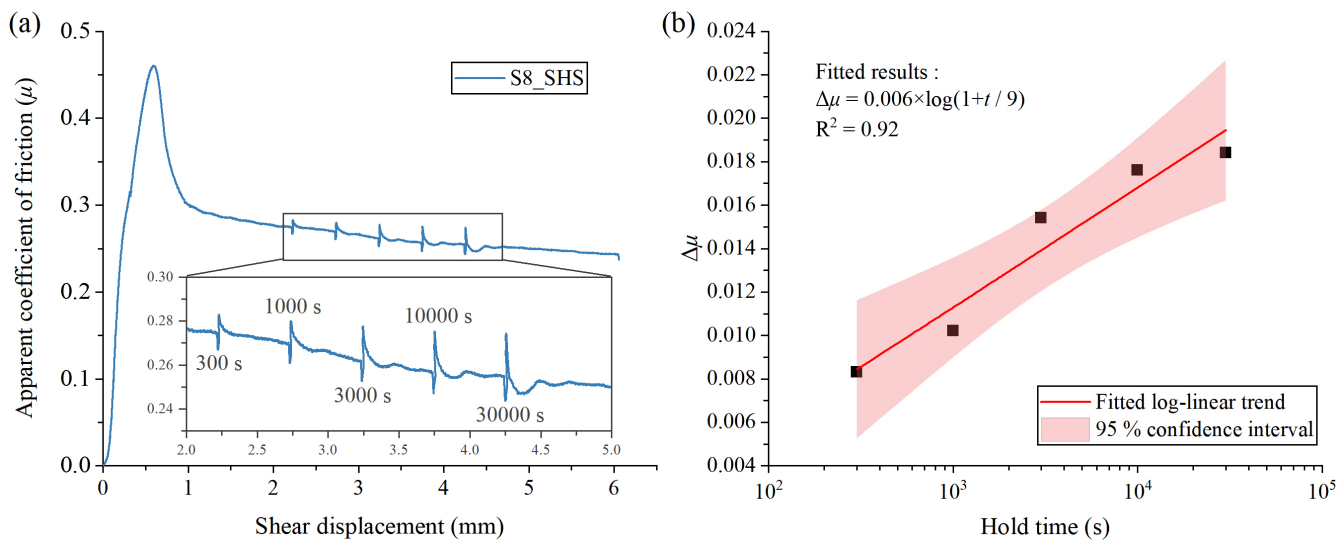 (a)
0.5
0.4
0.3
0.2
0.1
0.0
Apparent coefficient of friction (μ)
S8_SHS
0.30
0.28
0.26
0.24
1000 s
10000 s
300 s
3000 s
30000 s
2.0 2.5 3.0 3.5 4.0 4.5 5.0
0 1 2 3 4 5 6
Shear displacement (mm)
(b)
0.024
0.022
0.020
0.018
0.016
0.014
0.012
0.010
0.008
0.006
0.004
Δμ
Fitted results :
Δμ = 0.006×log(1+t / 9)
R² = 0.92
Fitted log-linear trend
95 % confidence interval
10² 10³ 10⁴ 10⁵
Hold time (s)